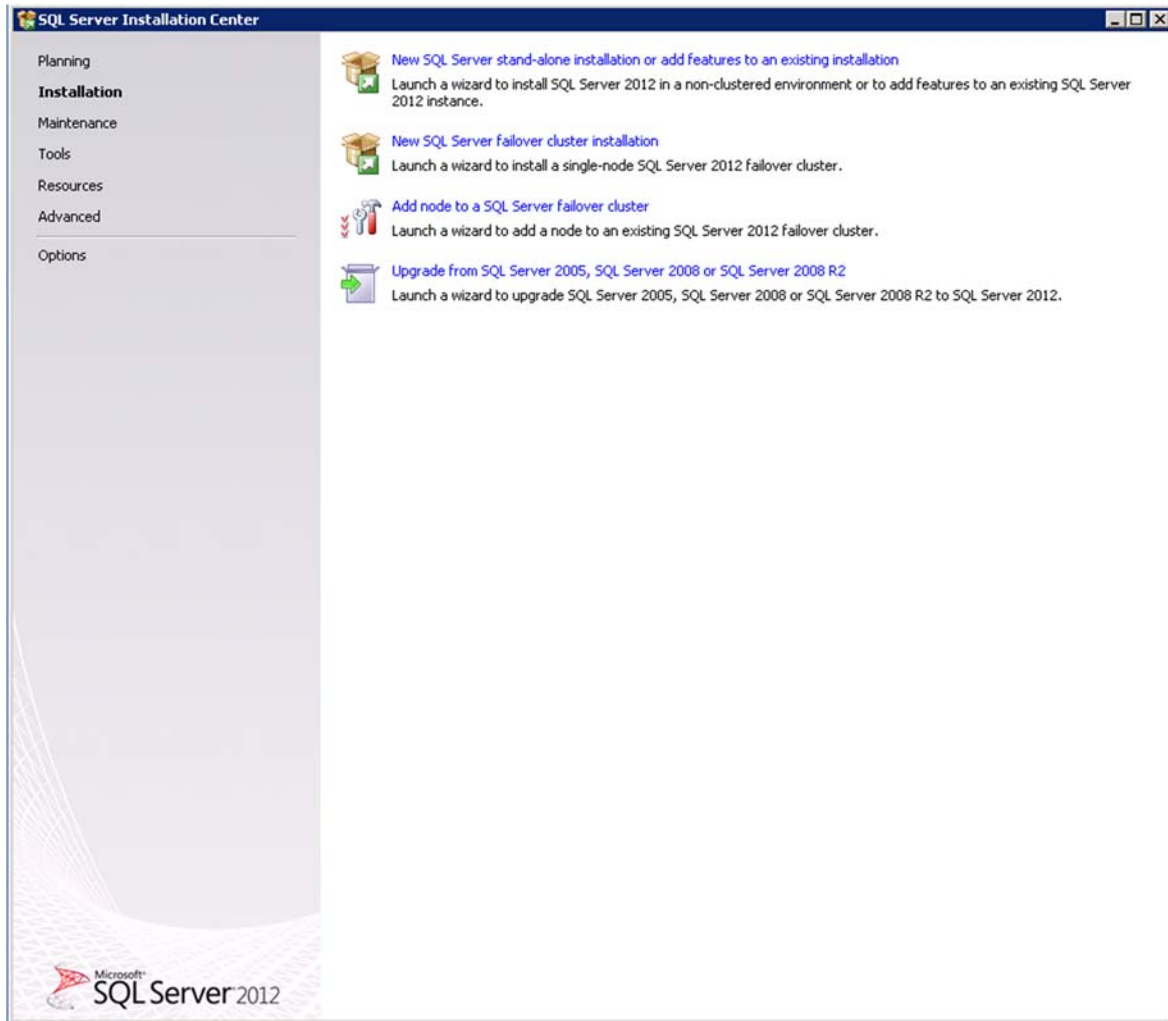 SQL Server Installation Center
Planning
Installation
Maintenance
Tools
Resources
Advanced
Options
New SQL Server stand-alone installation or add features to an existing installation
Launch a wizard to install SQL Server 2012 in a non-clustered environment or to add features to an existing SQL Server
2012 instance.
New SQL Server failover cluster installation
Launch a wizard to install a single-node SQL Server 2012 failover cluster.
Add node to a SQL Server failover cluster
Launch a wizard to add a node to an existing SQL Server 2012 failover cluster.
Upgrade from SQL Server 2005, SQL Server 2008 or SQL Server 2008 R2
Launch a wizard to upgrade SQL Server 2005, SQL Server 2008 or SQL Server 2008 R2 to SQL Server 2012.
Microsoft®
SQL Server 2012